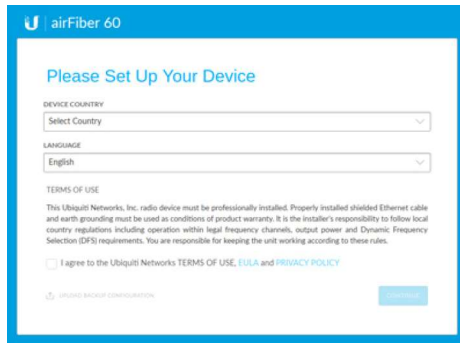 U airFiber 60
Please Set Up Your Device
DEVICE COUNTRY
Select Country
LANGUAGE
English
TERMS OF USE
This Ubiquiti Networks, Inc. radio device must be professionally installed. Properly installed shielded Ethernet cable
and earth grounding must be used as conditions of product warranty. It is the installer's responsibility to follow local
country regulations including operation within legal frequency channels, output power and Dynamic Frequency
Selection (DFS) requirements. You are responsible for keeping the unit working according to these rules.
I agree to the Ubiquiti Networks TERMS OF USE, EULA and PRIVACY POLICY
UPLOAD BACKUP CONFIGURATION
CONTINUE